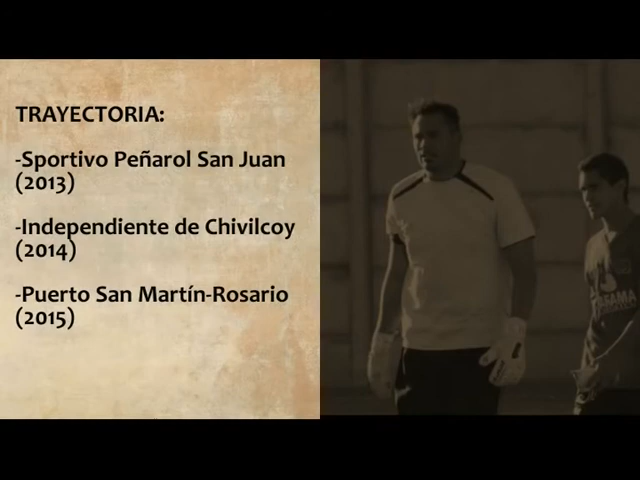 TRAYECTORIA:
-Sportivo Peñarol San Juan
(2013)
-Independiente de Chivilcoy
(2014)
-Puerto San Martín-Rosario
(2015)